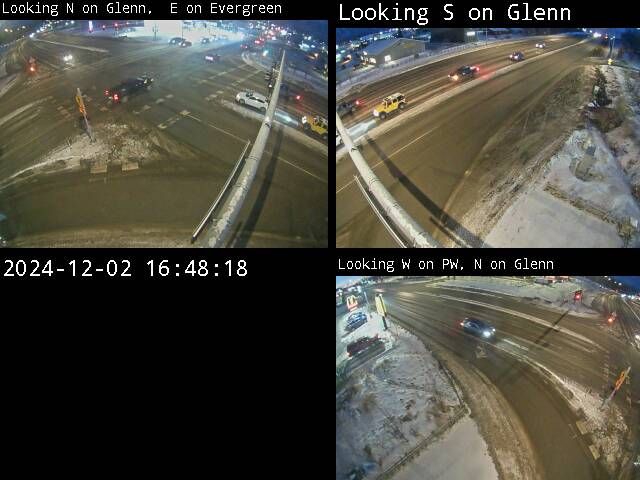 Looking N on Glenn,  E on Evergreen
Looking S on Glenn
2024-12-02 16:48:18
Looking W on PW, N on Glenn